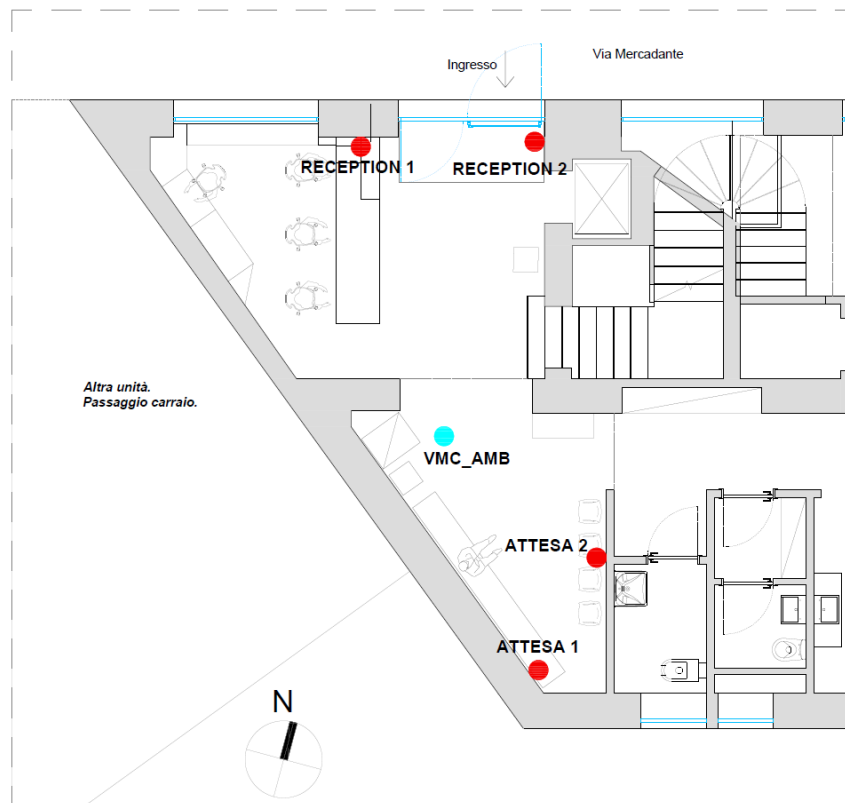 Via Mercadante
Ingresso
RECEPTION 1
RECEPTION 2
Altra unità.
Passaggio carraio.
VMC_AMB
ATTESA 2
ATTESA 1
N